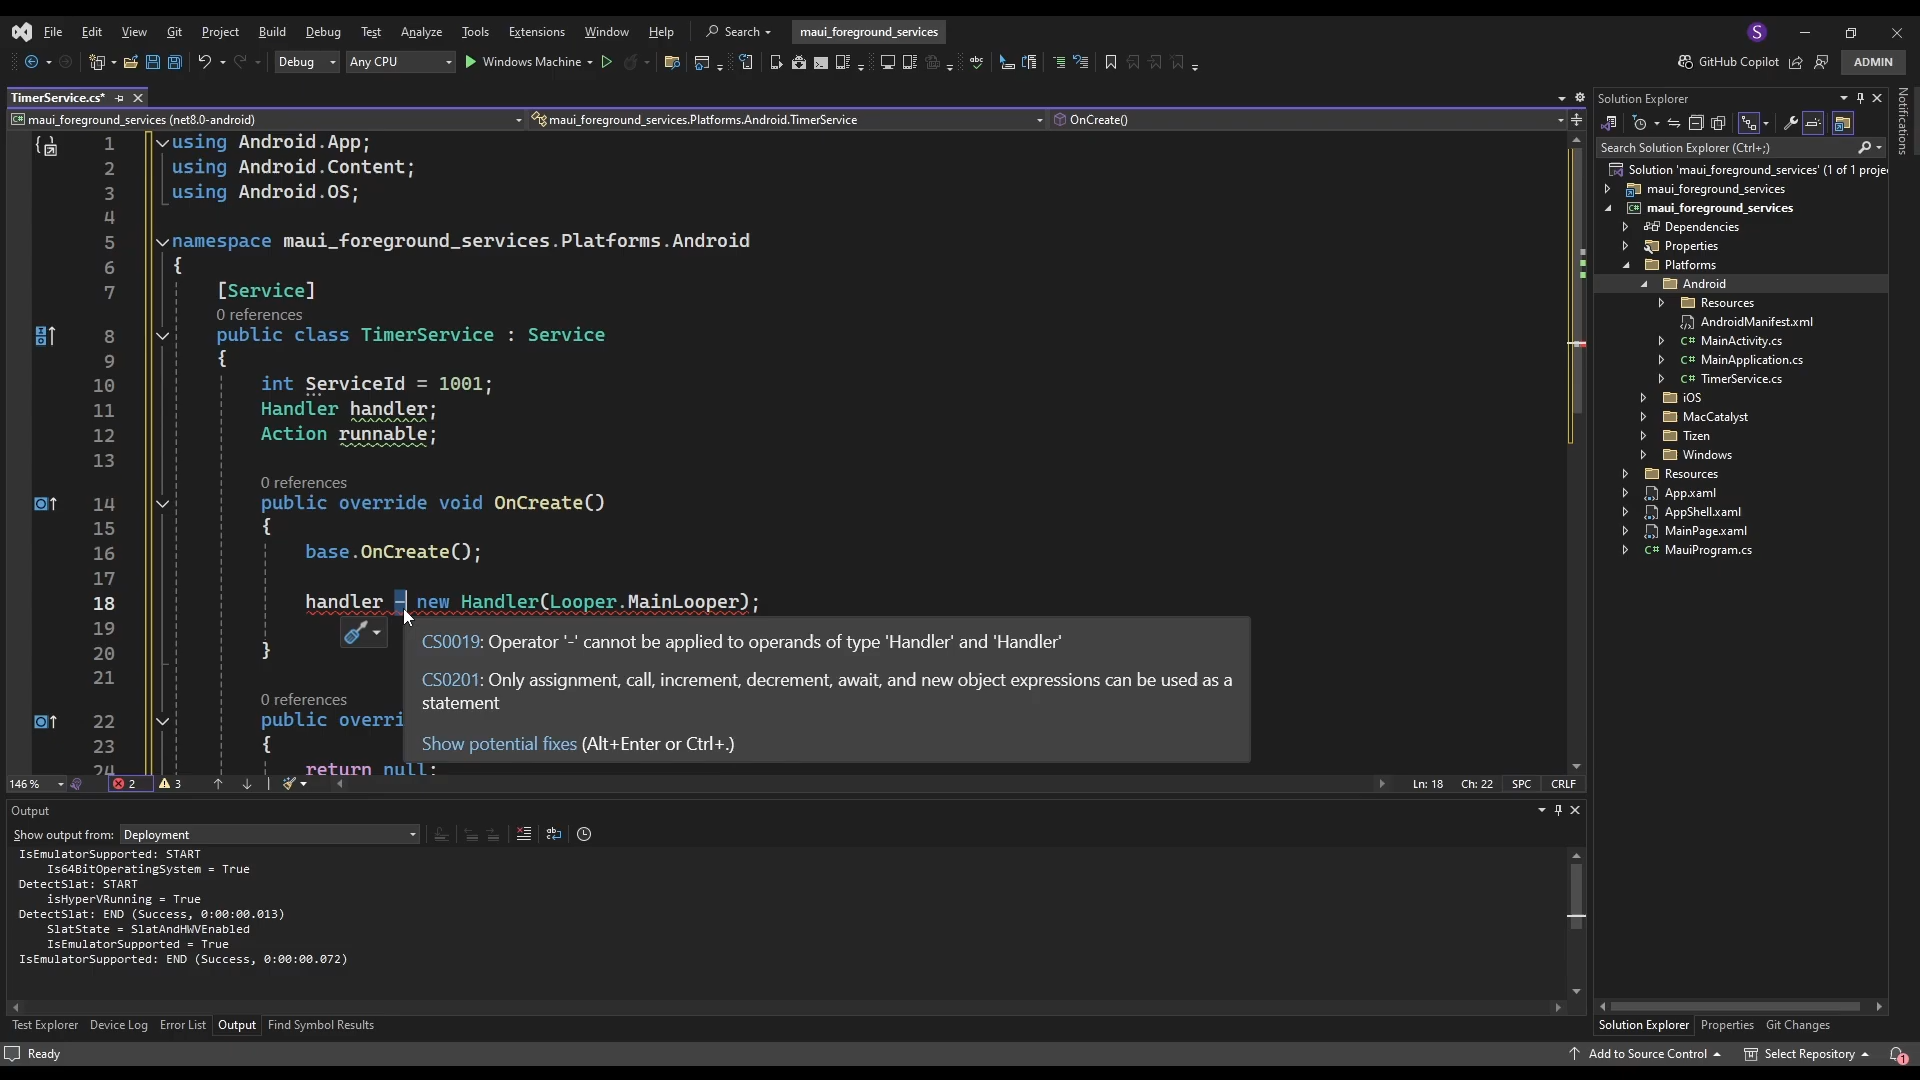 File Edit View Git Project Build Debug Test Analyze Tools Extensions Window Help Search maui_foreground_services S
Debug Any CPU Windows Machine GitHub Copilot ADMIN
TimerService.cs*
maui_foreground_services (net8.0-android) maui_foreground_services.Platforms.Android.TimerService OnCreate()
1 using Android.App;
2 using Android.Content;
3 using Android.OS;
4
5 namespace maui_foreground_services.Platforms.Android
6 {
7 [Service]
0 references
8 public class TimerService : Service
9 {
10 int ServiceId = 1001;
11 Handler handler;
12 Action runnable;
13
0 references
14 public override void OnCreate()
15 {
16 base.OnCreate();
17
18 handler - new Handler(Looper.MainLooper);
19
20 }
21
0 references
22 public overri
23 {
24 return null;
CS0019: Operator '-' cannot be applied to operands of type 'Handler' and 'Handler'
CS0201: Only assignment, call, increment, decrement, await, and new object expressions can be used as a
statement
Show potential fixes (Alt+Enter or Ctrl+.)
146 % 2 3 Ln: 18 Ch: 22 SPC CRLF
Output
Show output from: Deployment
IsEmulatorSupported: START
Is64BitOperatingSystem = True
DetectSlat: START
isHyperVRunning = True
DetectSlat: END (Success, 0:00:00.013)
SlatState = SlatAndHWVEnabled
IsEmulatorSupported = True
IsEmulatorSupported: END (Success, 0:00:00.072)
Test Explorer Device Log Error List Output Find Symbol Results
Solution Explorer
Search Solution Explorer (Ctrl+;)
Solution 'maui_foreground_services' (1 of 1 proje
maui_foreground_services
maui_foreground_services
Dependencies
Properties
Platforms
Android
Resources
AndroidManifest.xml
MainActivity.cs
MainApplication.cs
TimerService.cs
iOS
MacCatalyst
Tizen
Windows
Resources
App.xaml
AppShell.xaml
MainPage.xaml
MauiProgram.cs
Solution Explorer Properties Git Changes
Notifications
Ready Add to Source Control Select Repository 1